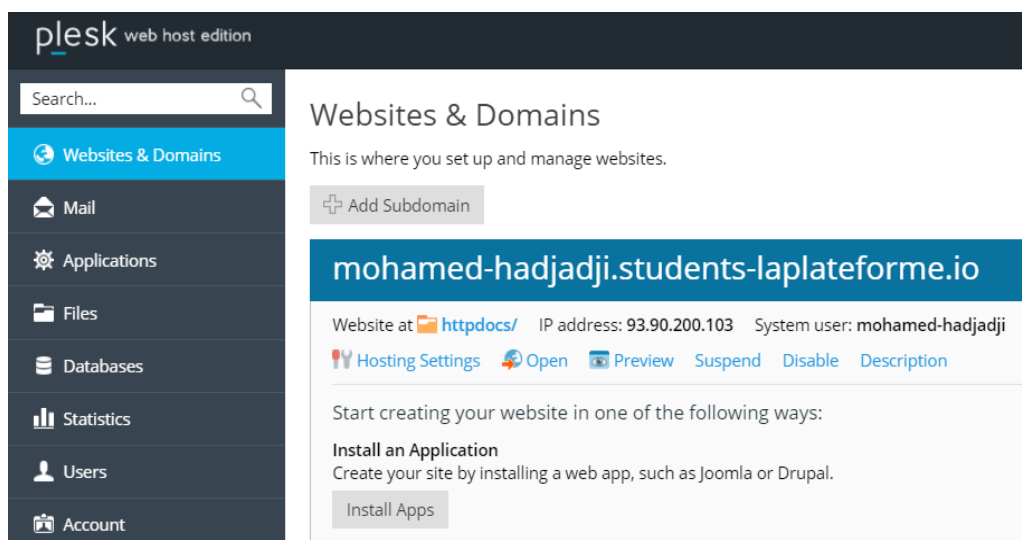 plesk web host edition
Search...
Websites & Domains
Mail
Applications
Files
Databases
Statistics
Users
Account
Websites & Domains
This is where you set up and manage websites.
Add Subdomain
mohamed-hadjadji.students-laplateforme.io
Website at httpdocs/ IP address: 93.90.200.103 System user: mohamed-hadjadji
Hosting Settings Open Preview Suspend Disable Description
Start creating your website in one of the following ways:
Install an Application
Create your site by installing a web app, such as Joomla or Drupal.
Install Apps